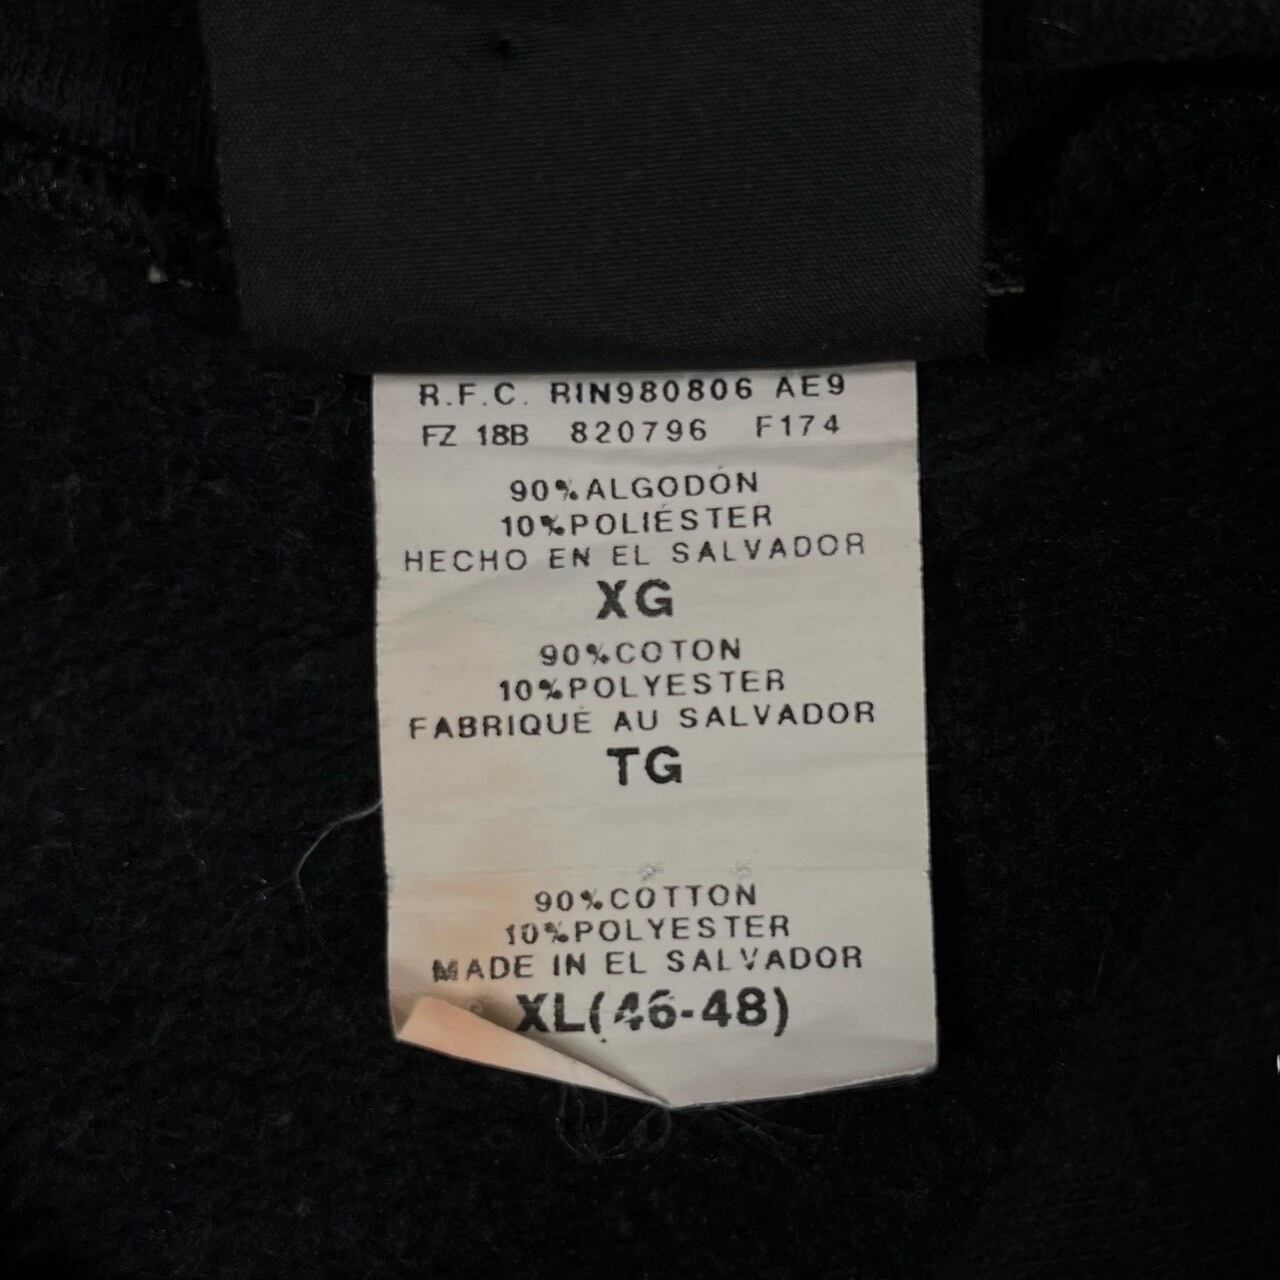 R.F.C. RIN980806 AE9
FZ 18B 820796 F174
90%ALGODÓN
10%POLIÉSTER
HECHO EN EL SALVADOR
XG
90%COTON
10%POLYESTER
FABRIQUÉ AU SALVADOR
TG
90%COTTON
10%POLYESTER
MADE IN EL SALVADOR
XL(46-48)